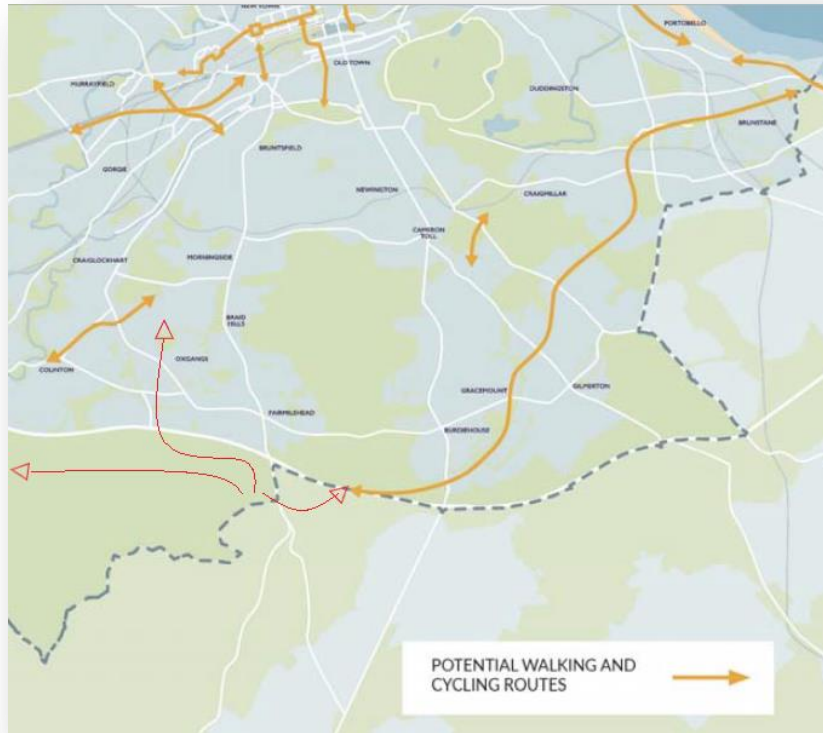 NEW TOWN
PORTOBELLO
OLD TOWN
MURRAYFIELD
DUDDINGSTON
BRUNSTANE
BRUNTSFIELD
GORGIE
NEWINGTON
CRAIGMILLAR
CAMERON
TOLL
CRAIGLOCKHART
MORNINGSIDE
BRAID
HILLS
OXGANGS
COLINTON
GRACEMOUNT
GILMERTON
FAIRMILEHEAD
BURDIEHOUSE
POTENTIAL WALKING AND
CYCLING ROUTES